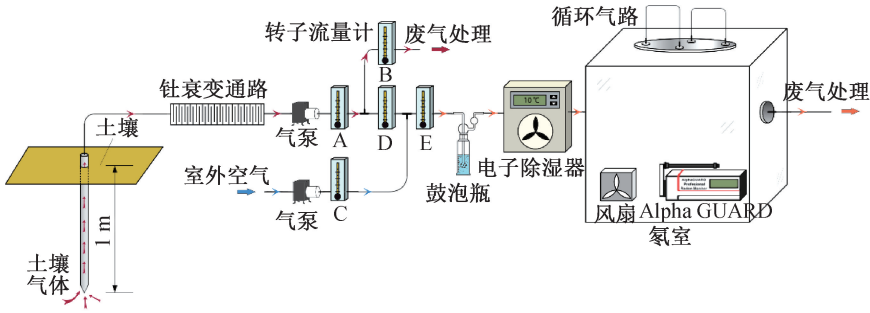 循环气路
转子流量计
废气处理
B
钍衰变通路
废气处理
10℃
土壤
气泵
A
D
E
电子除湿器
室外空气
鼓泡瓶
气泵
C
1 m
风扇
Alpha GUARD
氡室
土壤
气体